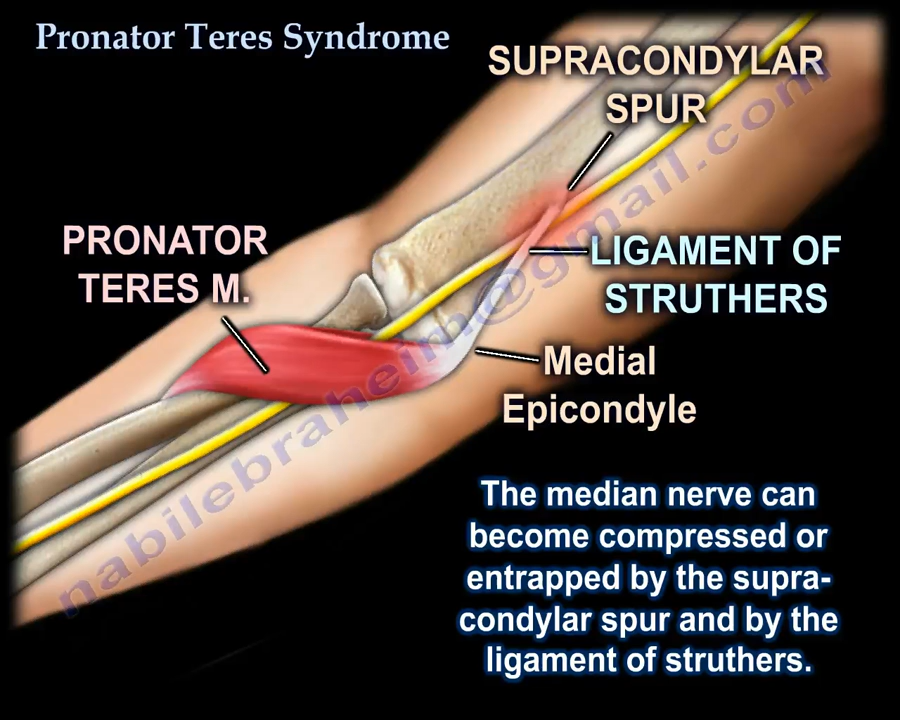 Pronator Teres Syndrome
SUPRACONDYLAR
SPUR
PRONATOR
TERES M.
LIGAMENT OF
STRUTHERS
Medial
Epicondyle
The median nerve can
become compressed or
entrapped by the supra-
condylar spur and by the
ligament of struthers.
nabilebraheim@gmail.com